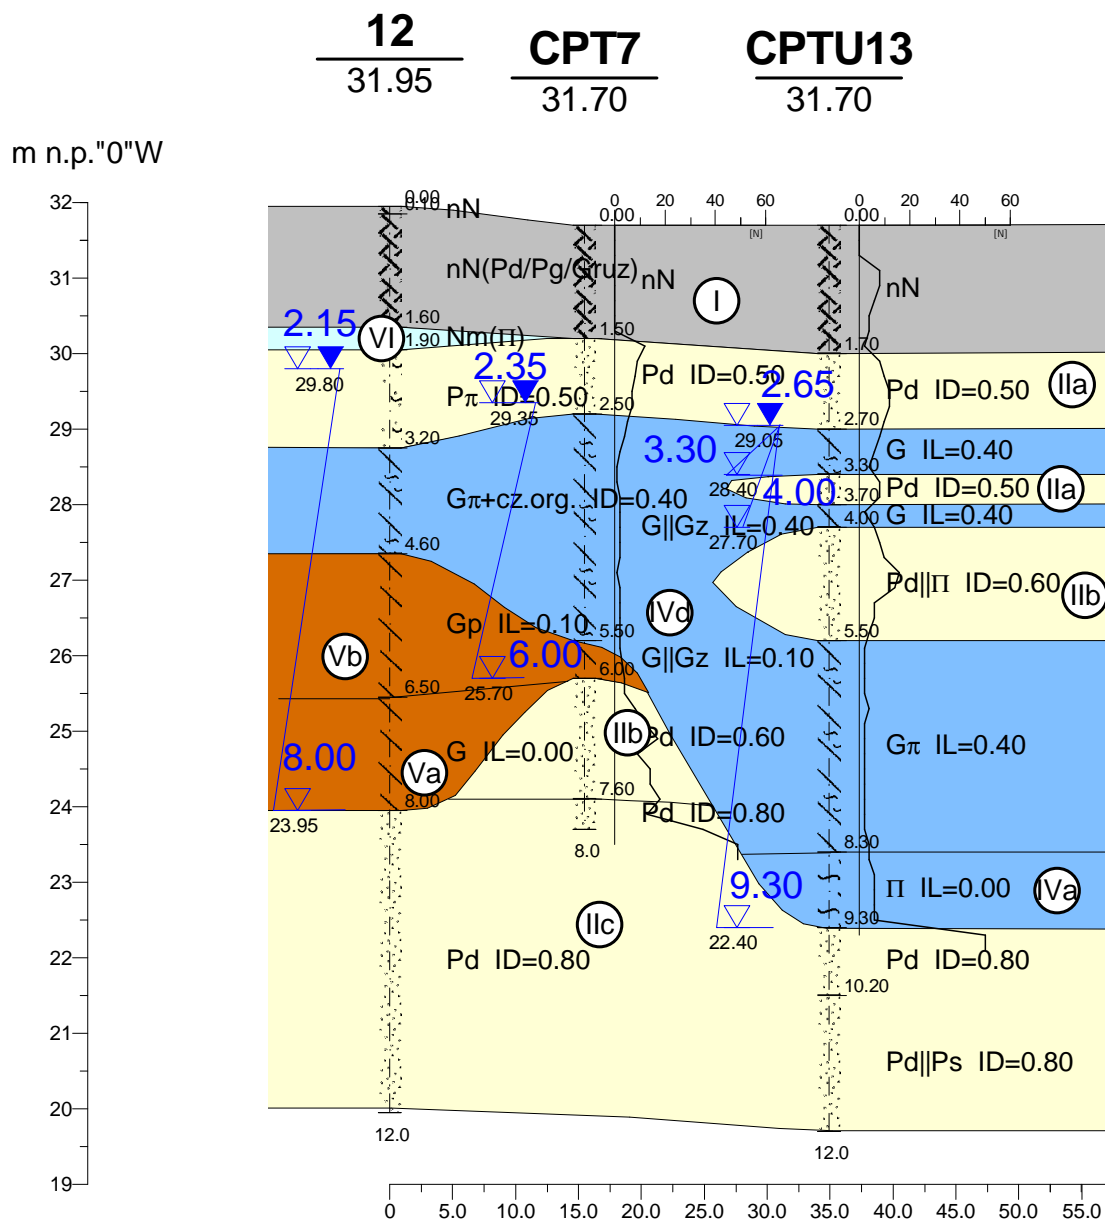 12 CPT7 CPTU13
31.95 31.70 31.70
m n.p."0"W
32
31
30
29
28
27
26
25
24
23
22
21
20
19
0.00
0.10
nN
nN(Pd/Pg/Gruz)
1.60
1.90
Nm(Π)
VI
2.15
29.80
Pπ ID=0.50
3.20
Gπ+cz.org. ID=0.40
4.60
Gp IL=0.10
Vb
6.50
G IL=0.00
Va
8.00
8.00
23.95
Pd ID=0.80
IIc
12.0
0 20 40 60
0.00
[N]
nN
I
1.50
2.35
29.35
Pd ID=0.50
2.50
G||Gz IL=0.40
IVd
5.50
G||Gz IL=0.10
6.00
6.00
25.70
IIb
Pd ID=0.60
7.60
Pd ID=0.80
8.0
0 20 40 60
0.00
[N]
nN
1.70
Pd ID=0.50
IIa
2.65
29.05
2.70
G IL=0.40
3.30
28.40
3.30
Pd ID=0.50
IIa
3.70
4.00
27.70
G IL=0.40
4.00
Pd||Π ID=0.60
IIb
5.50
Gπ IL=0.40
8.30
Π IL=0.00
IVa
9.30
22.40
9.30
Pd ID=0.80
10.20
Pd||Ps ID=0.80
12.0
0 5.0 10.0 15.0 20.0 25.0 30.0 35.0 40.0 45.0 50.0 55.0